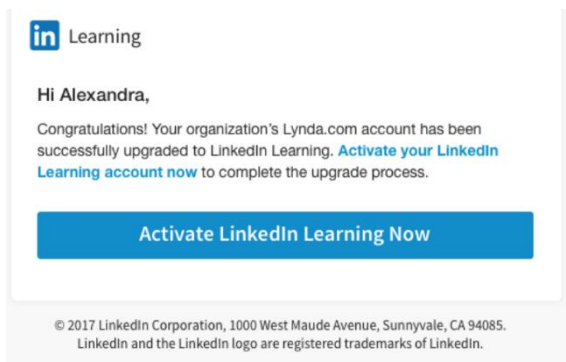 in Learning
Hi Alexandra,
Congratulations! Your organization's Lynda.com account has been
successfully upgraded to LinkedIn Learning. Activate your LinkedIn
Learning account now to complete the upgrade process.
Activate LinkedIn Learning Now
© 2017 LinkedIn Corporation, 1000 West Maude Avenue, Sunnyvale, CA 94085.
LinkedIn and the LinkedIn logo are registered trademarks of LinkedIn.